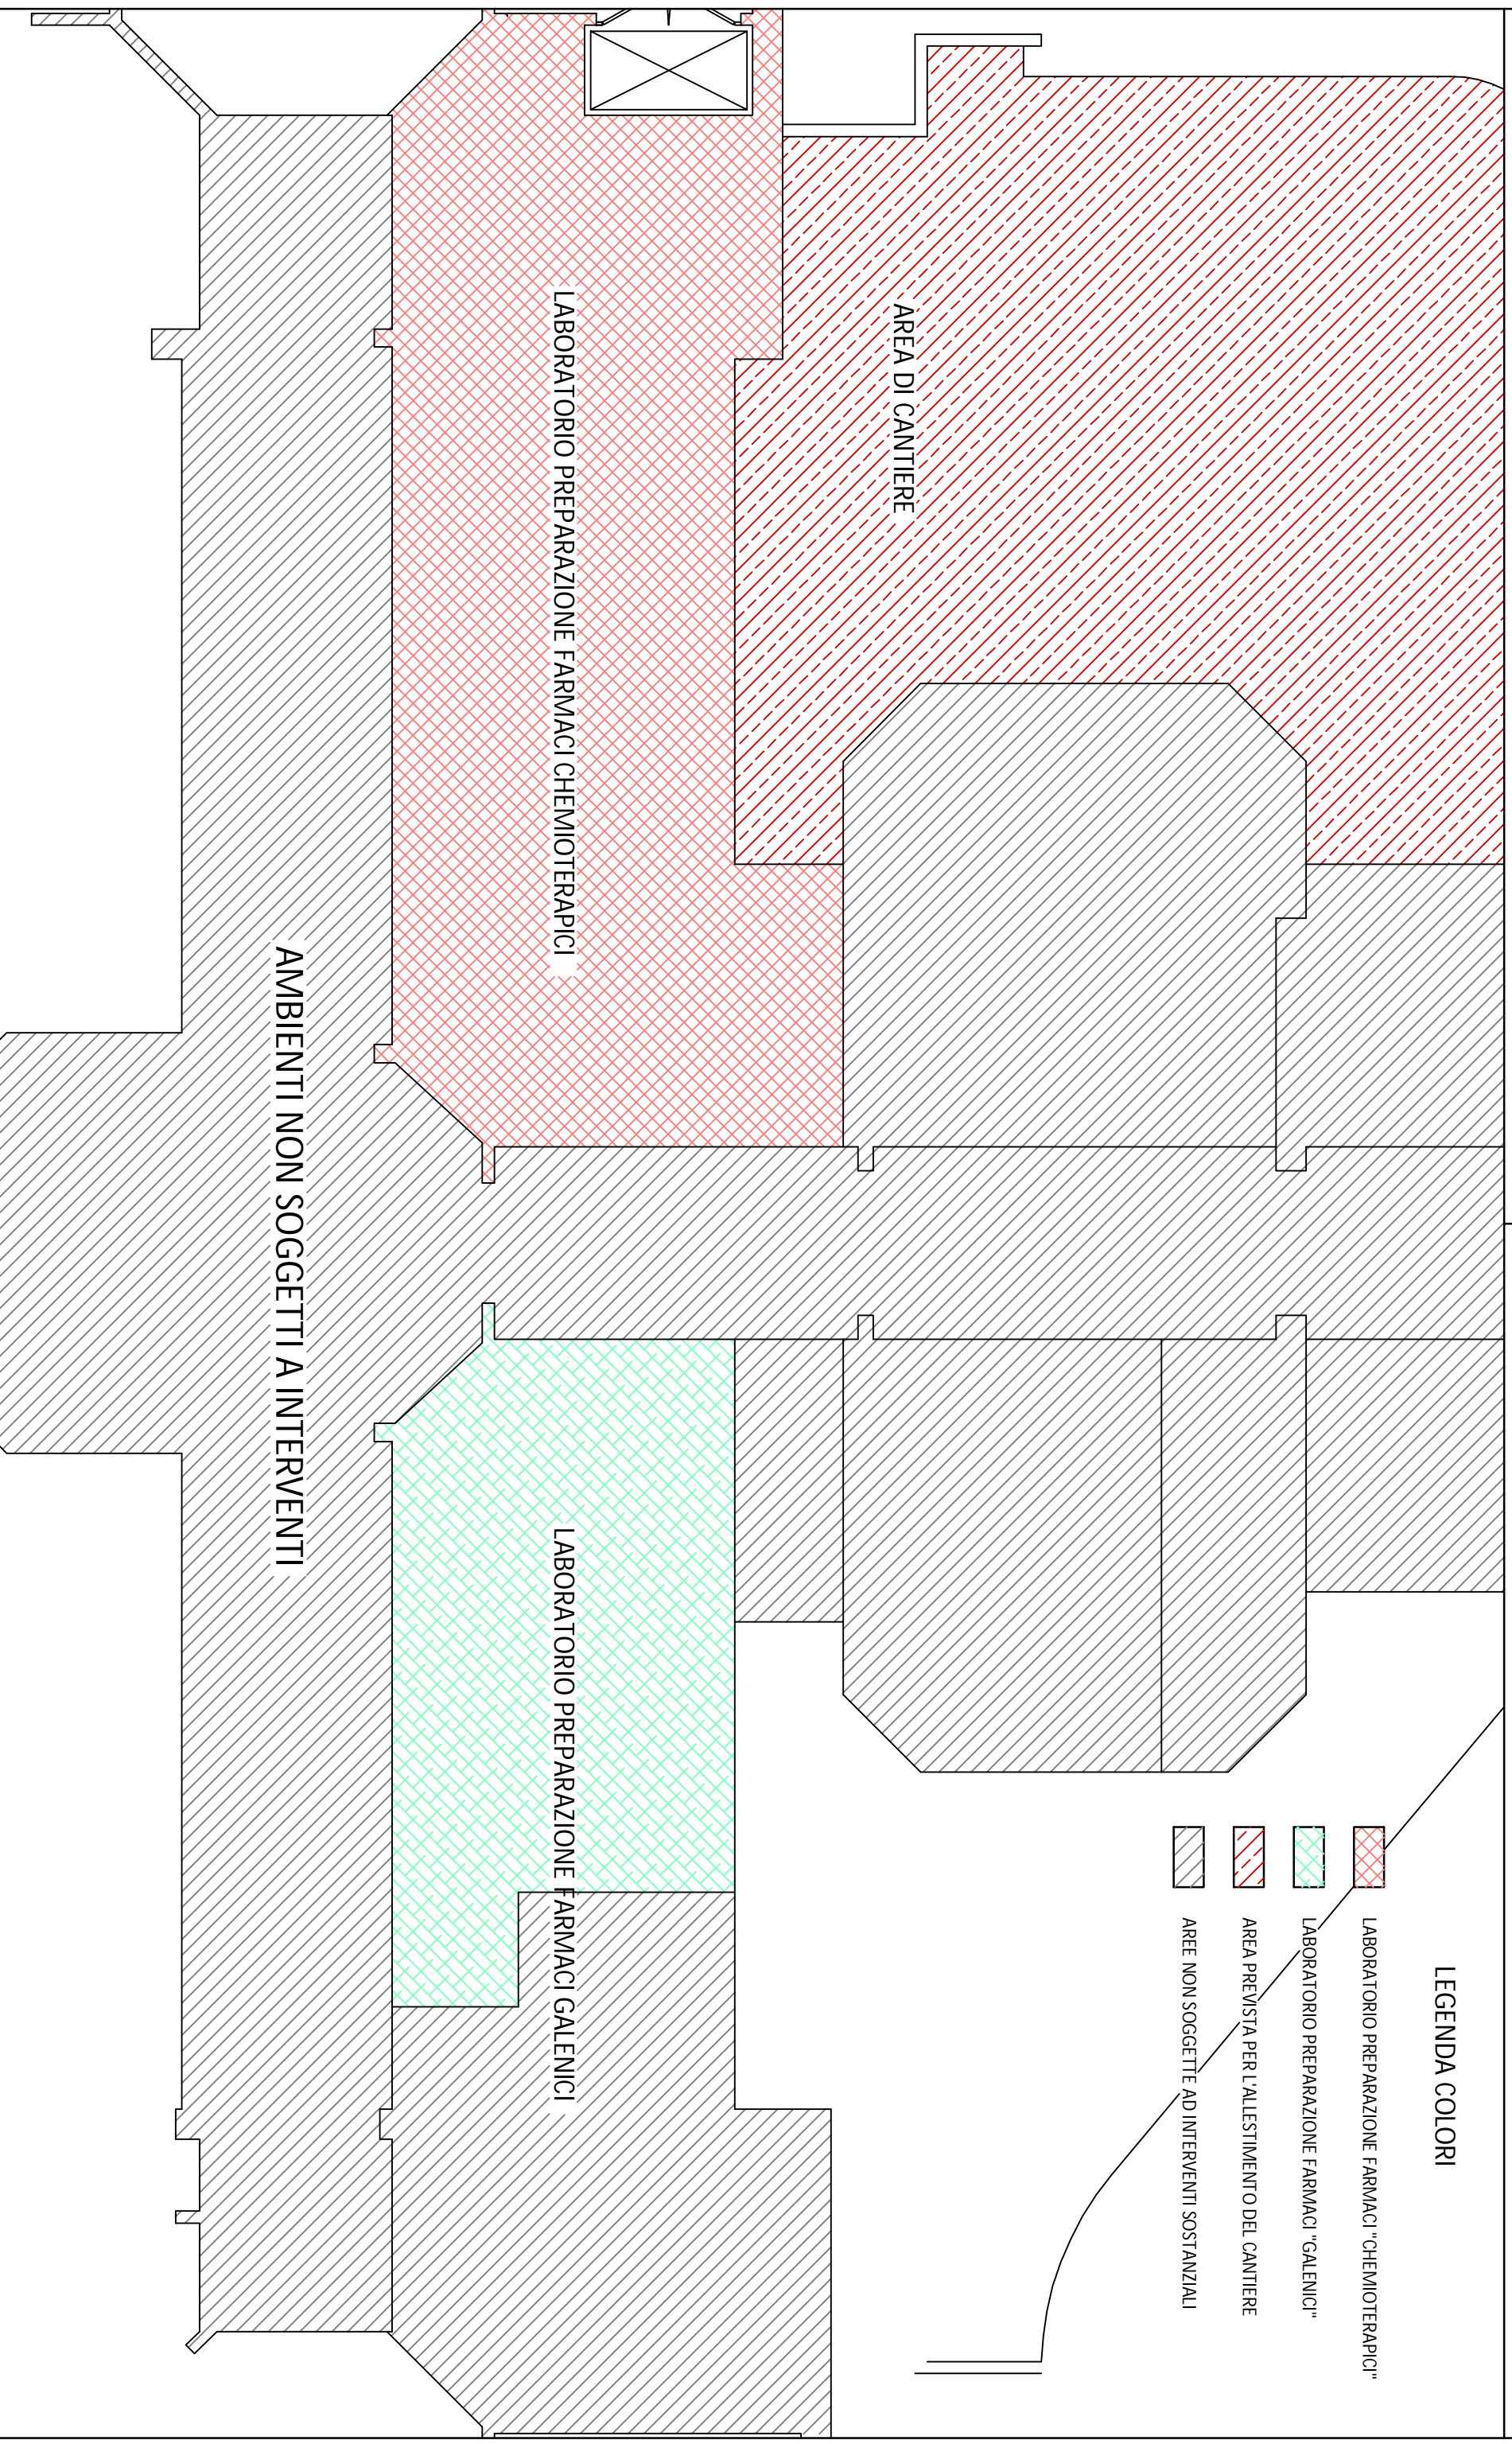 LEGENDA COLORI
LABORATORIO PREPARAZIONE FARMACI "CHEMIOTERAPICI"
LABORATORIO PREPARAZIONE FARMACI "GALENICI"
AREA PREVISTA PER L'ALLESTIMENTO DEL CANTIERE
AREE NON SOGGETTE AD INTERVENTI SOSTANZIALI
AREA DI CANTIERE
LABORATORIO PREPARAZIONE FARMACI CHEMIOTERAPICI
LABORATORIO PREPARAZIONE FARMACI GALENICI
AMBIENTI NON SOGGETTI A INTERVENTI